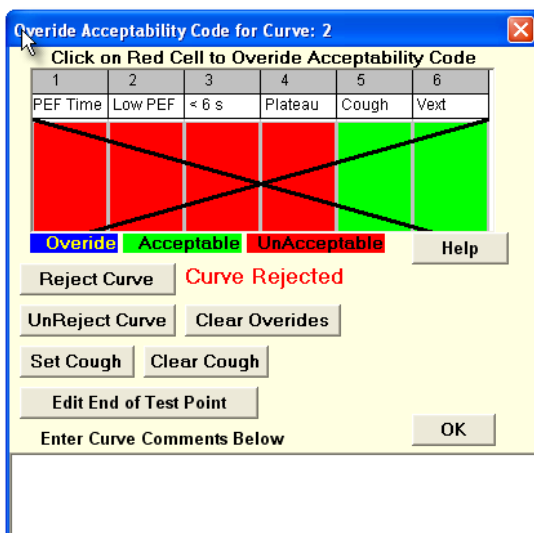 Overide Acceptability Code for Curve: 2
Click on Red Cell to Overide Acceptability Code
1 2 3 4 5 6
PEF Time Low PEF < 6 s Plateau Cough Vext
Overide Acceptable UnAcceptable
Help
Reject Curve Curve Rejected
UnReject Curve Clear Overides
Set Cough Clear Cough
Edit End of Test Point
OK
Enter Curve Comments Below